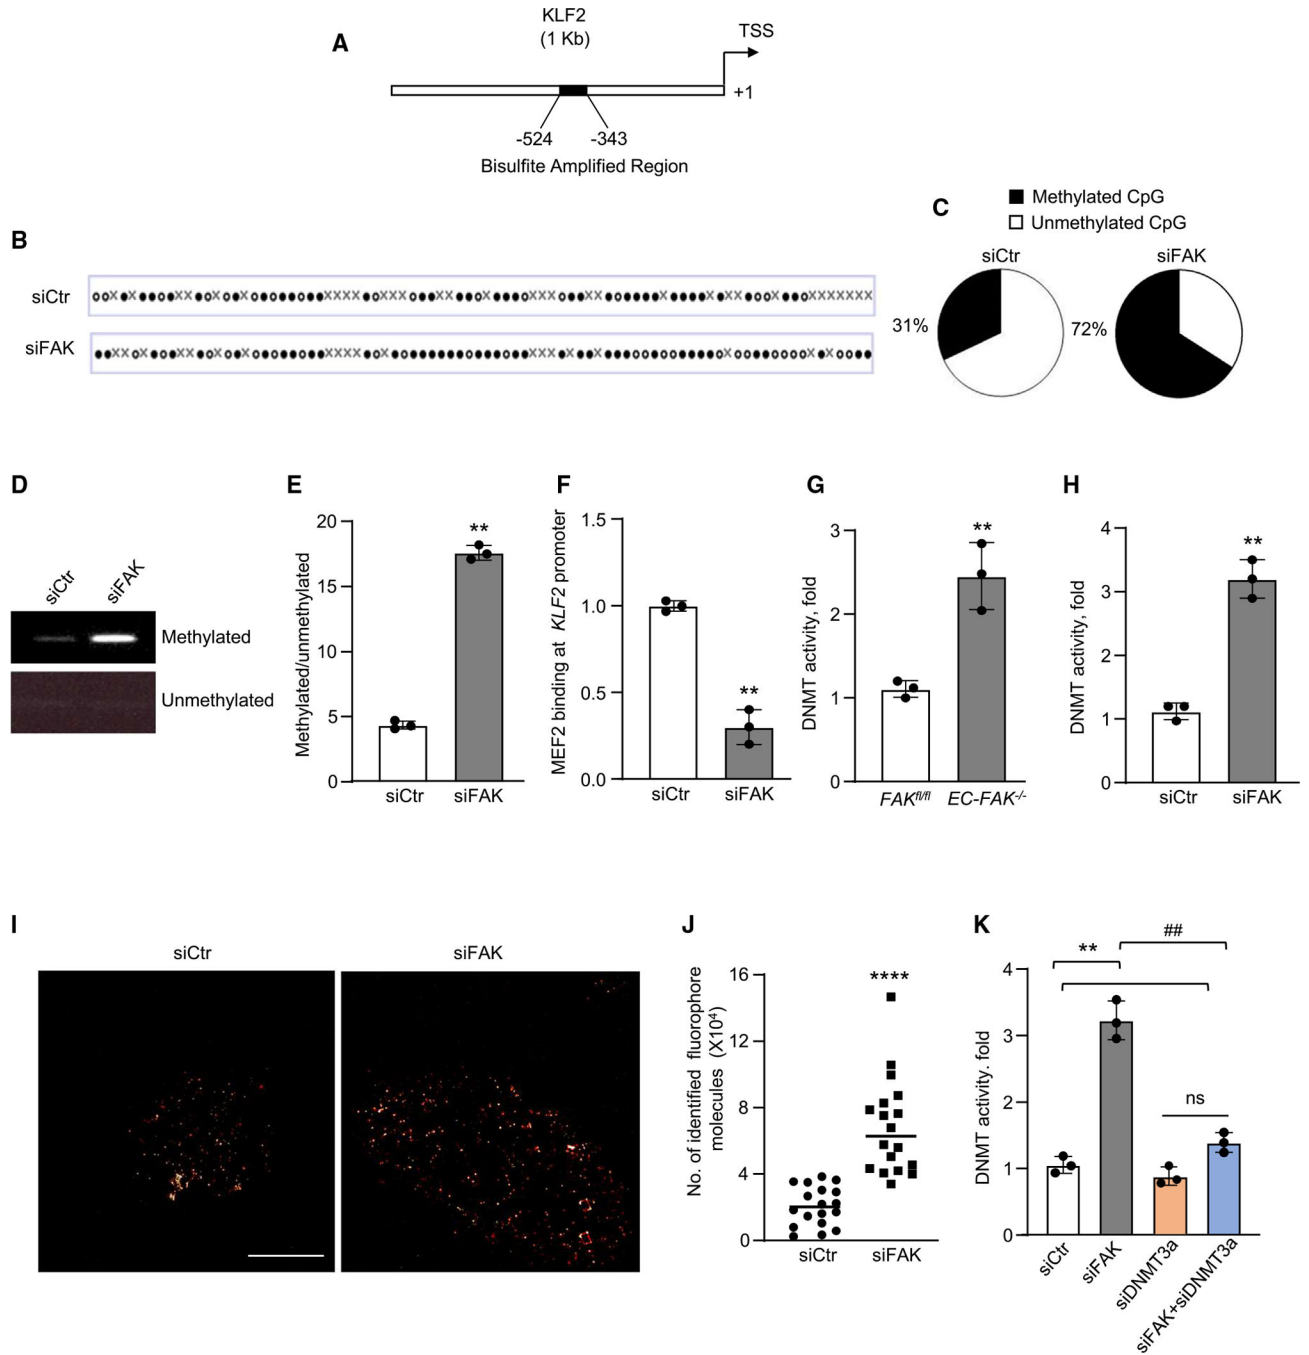 A
KLF2
(1 Kb)
TSS
+1
-524
-343
Bisulfite Amplified Region
B
siCtr
siFAK
C
Methylated CpG
Unmethylated CpG
siCtr
siFAK
31%
72%
D
siCtr
siFAK
Methylated
Unmethylated
E
Methylated/unmethylated
20
15
10
5
0
**
siCtr
siFAK
F
MEF2 binding at KLF2 promoter
1.5
1.0
0.5
0.0
**
siCtr
siFAK
G
DNMT activity, fold
3
2
1
0
**
FAKfl/fl
EC-FAK-/-
H
DNMT activity, fold
4
3
2
1
0
**
siCtr
siFAK
I
siCtr
siFAK
J
No. of identified fluorophore
molecules (X10⁴)
16
12
8
4
0
****
siCtr
siFAK
K
DNMT activity. fold
4
3
2
1
0
**
##
ns
siCtr
siFAK
siDNMT3a
siFAK+siDNMT3a